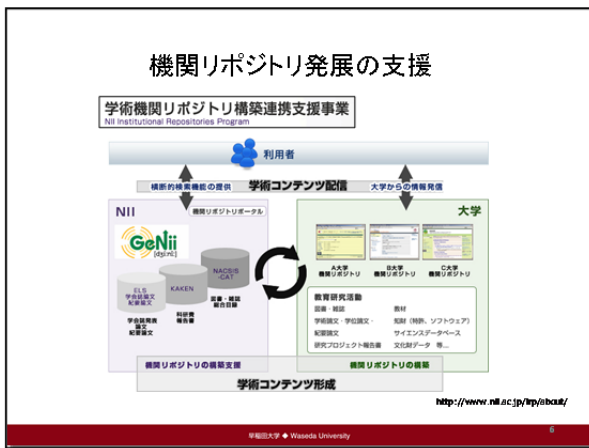 機関リポジトリ発展の支援
学術機関リポジトリ構築連携支援事業
NII Institutional Repositories Program
利用者
横断的検索機能の提供
学術コンテンツ配信
大学からの情報発信
NII
機関リポジトリポータル
大学
GeNii
[dʒí:ni:]
NACSIS
-CAT
KAKEN
ELS
学会誌論文
紀要論文
図書・雑誌
総合目録
科研費
報告書
学会誌発表
論文
紀要論文
A大学
機関リポジトリ
B大学
機関リポジトリ
C大学
機関リポジトリ
教育研究活動
図書・雑誌
教材
学術論文・学位論文・
知財（特許、ソフトウェア）
紀要論文
サイエンスデータベース
研究プロジェクト報告書
文化財データ 等...
機関リポジトリの構築支援
機関リポジトリの構築
学術コンテンツ形成
http://www.nii.ac.jp/irp/about/
早稲田大学 ◆ Waseda University
6